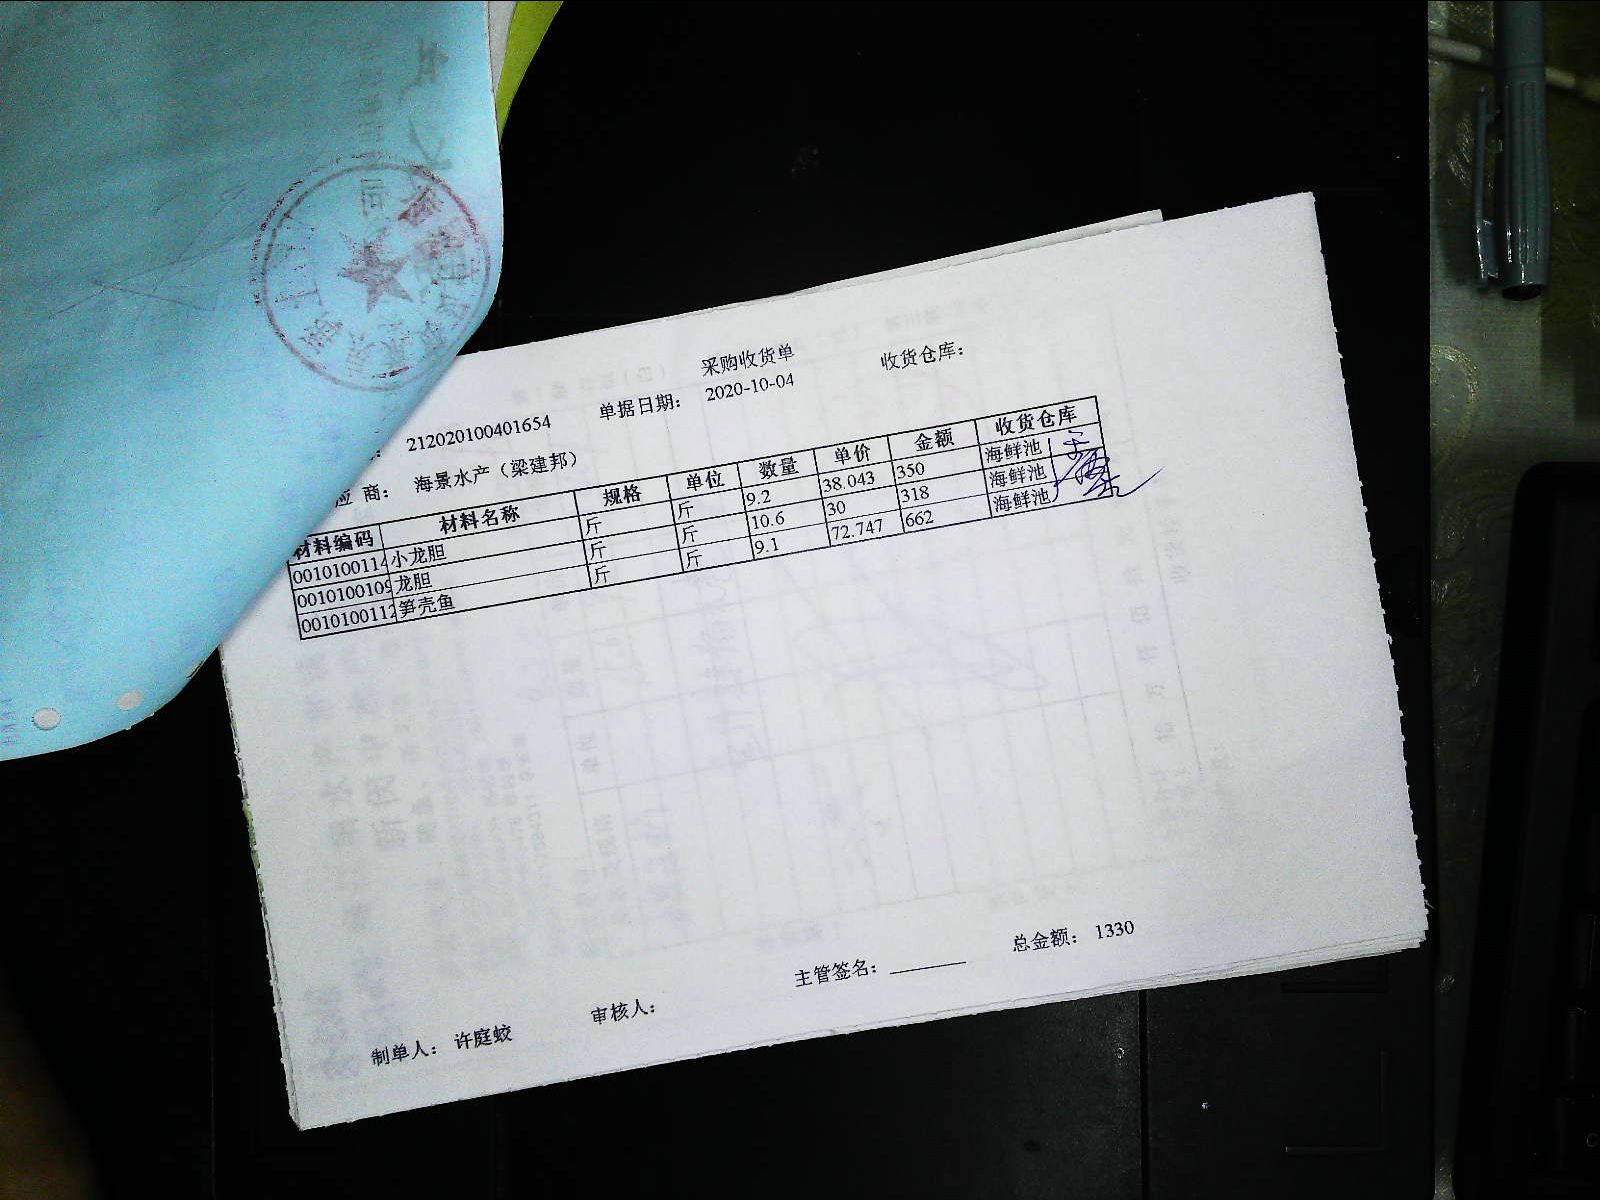 采购收货单
212020100401654 单据日期： 2020-10-04 收货仓库：
应 商： 海景水产（梁建邦）
材料编码 材料名称 规格 单位 数量 单价 金额 收货仓库
0010100114 小龙胆 斤 斤 9.2 38.043 350 海鲜池
001010010 龙胆 斤 斤 10.6 30 318 海鲜池
001010011 笋壳鱼 斤 斤 9.1 72.747 662 海鲜池
总金额： 1330
主管签名：
审核人：
制单人： 许庭蛟